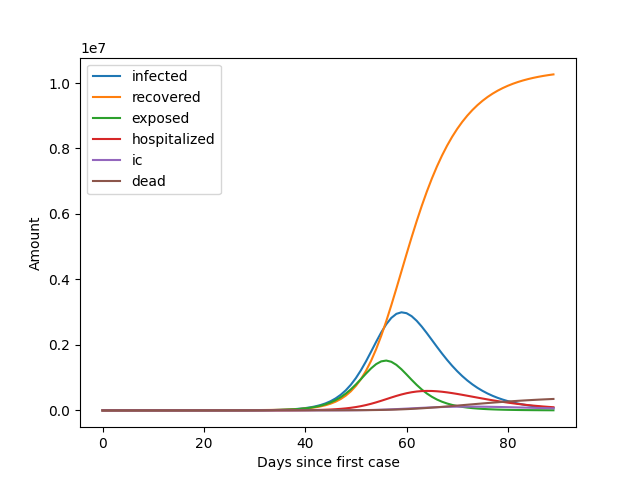 1e7
infected
recovered
exposed
hospitalized
ic
dead
1.0
0.8
0.6
0.4
0.2
0.0
Amount
0 20 40 60 80
Days since first case